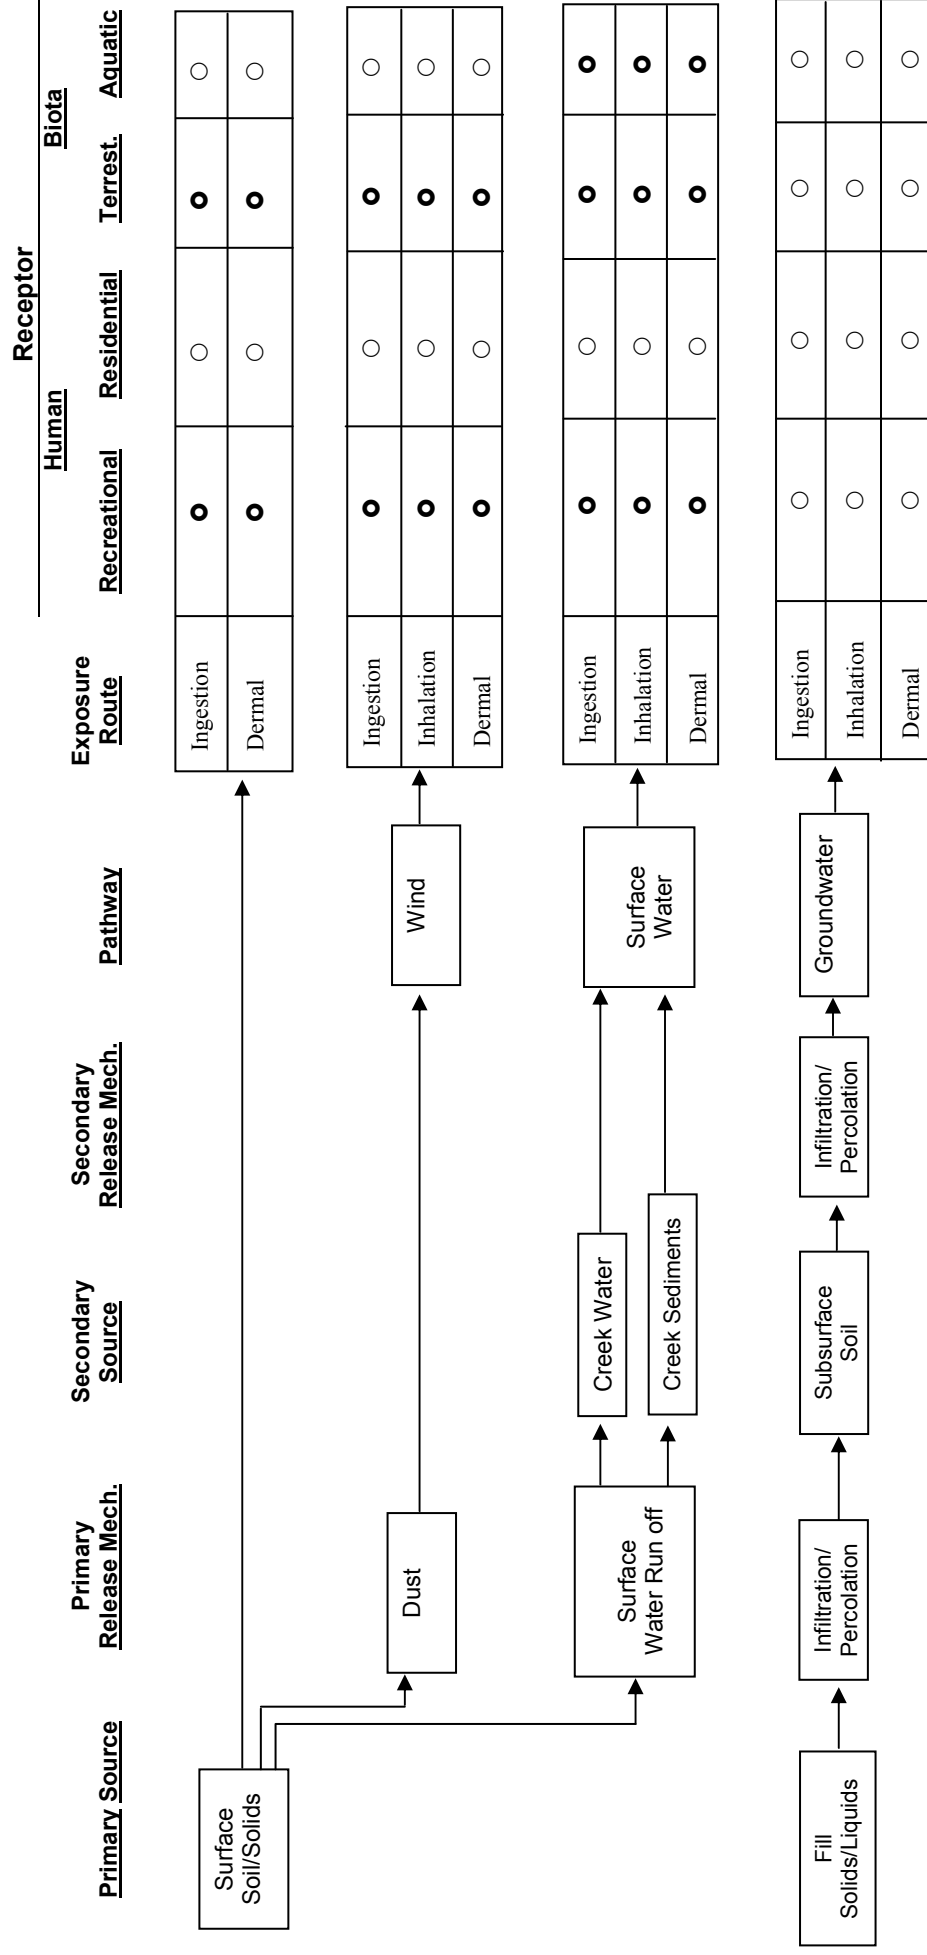 Receptor
Human
Biota
Primary Source
Primary
Release Mech.
Secondary
Source
Secondary
Release Mech.
Pathway
Exposure
Route
Recreational
Residential
Terrest.
Aquatic
Surface
Soil/Solids
Ingestion
Dermal
Dust
Wind
Ingestion
Inhalation
Dermal
Surface
Water Run off
Creek Water
Creek Sediments
Surface
Water
Ingestion
Inhalation
Dermal
Fill
Solids/Liquids
Infiltration/
Percolation
Subsurface
Soil
Infiltration/
Percolation
Groundwater
Ingestion
Inhalation
Dermal